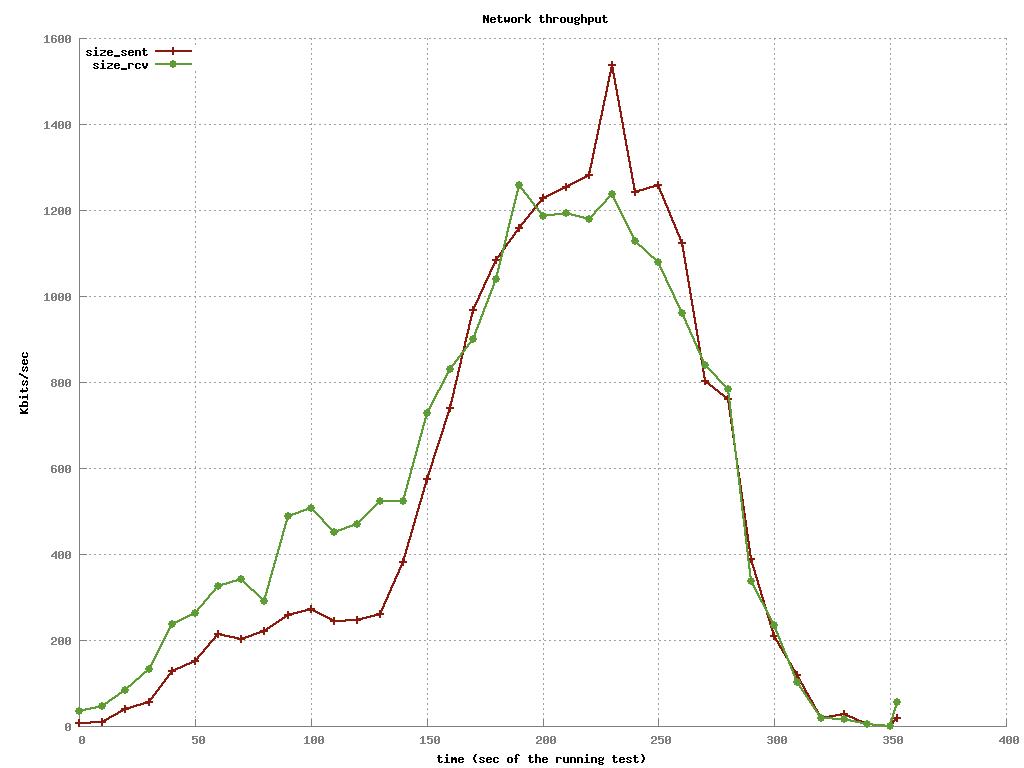 Network throughput
size_sent
size_rcv
1600
1400
1200
1000
800
600
400
200
0
Kbits/sec
0 50 100 150 200 250 300 350 400
time (sec of the running test)